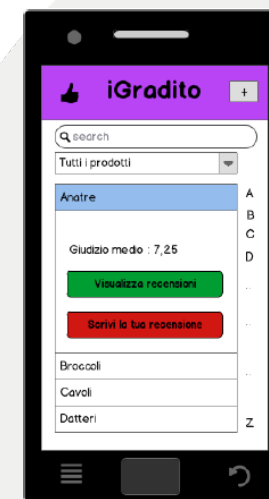 iGradito
+
search
Tutti i prodotti
Anatre
Giudizio medio : 7,25
Visualizza recensioni
Scrivi la tua recensione
Broccoli
Cavoli
Datteri
A
B
C
D
..
..
..
Z